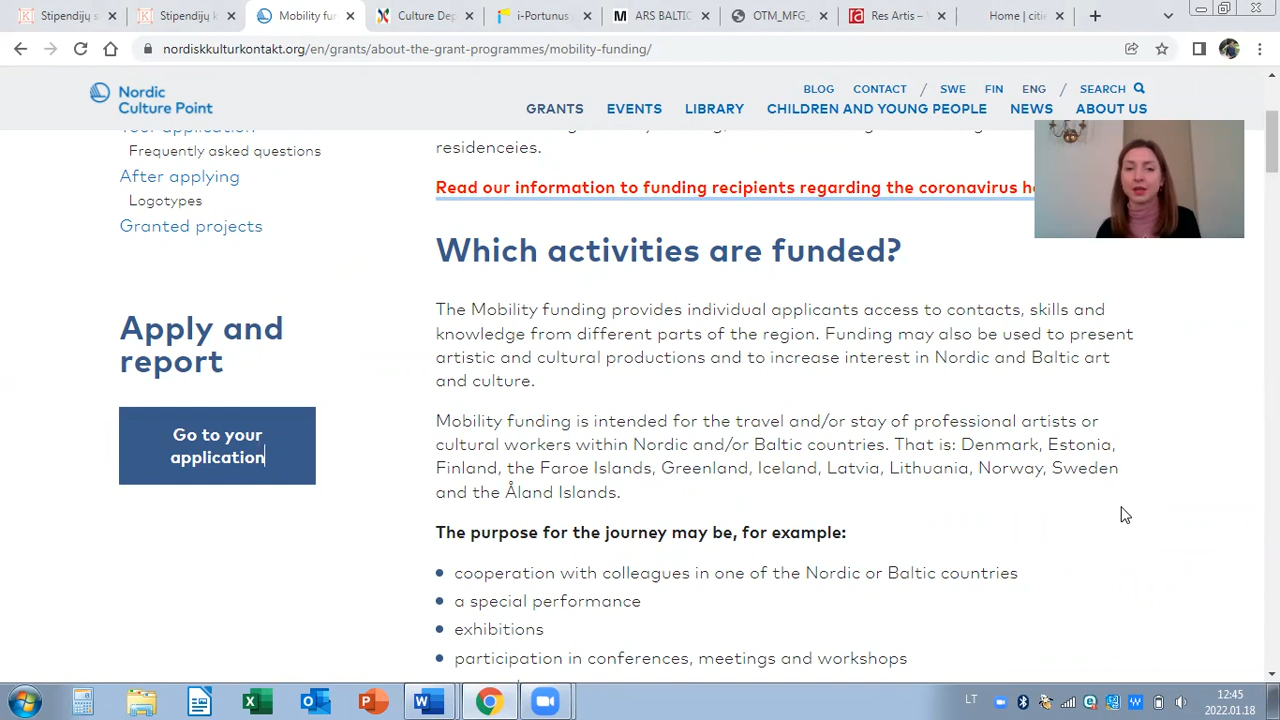 Stipendijų k
Stipendijų k
Mobility fun
Culture Dep
i-Portunus
ARS BALTIC
OTM_MFG_
Res Artis –
Home | citie
nordiskkulturkontakt.org/en/grants/about-the-grant-programmes/mobility-funding/
Nordic
Culture Point
BLOG CONTACT / SWE FIN ENG / SEARCH
GRANTS EVENTS LIBRARY CHILDREN AND YOUNG PEOPLE NEWS ABOUT US
Your application
Frequently asked questions
After applying
Logotypes
Granted projects
Apply and
report
Go to your
application
residenceies.
Read our information to funding recipients regarding the coronavirus h
Which activities are funded?
The Mobility funding provides individual applicants access to contacts, skills and
knowledge from different parts of the region. Funding may also be used to present
artistic and cultural productions and to increase interest in Nordic and Baltic art
and culture.
Mobility funding is intended for the travel and/or stay of professional artists or
cultural workers within Nordic and/or Baltic countries. That is: Denmark, Estonia,
Finland, the Faroe Islands, Greenland, Iceland, Latvia, Lithuania, Norway, Sweden
and the Åland Islands.
The purpose for the journey may be, for example:
cooperation with colleagues in one of the Nordic or Baltic countries
a special performance
exhibitions
participation in conferences, meetings and workshops
LT
12:45
2022.01.18